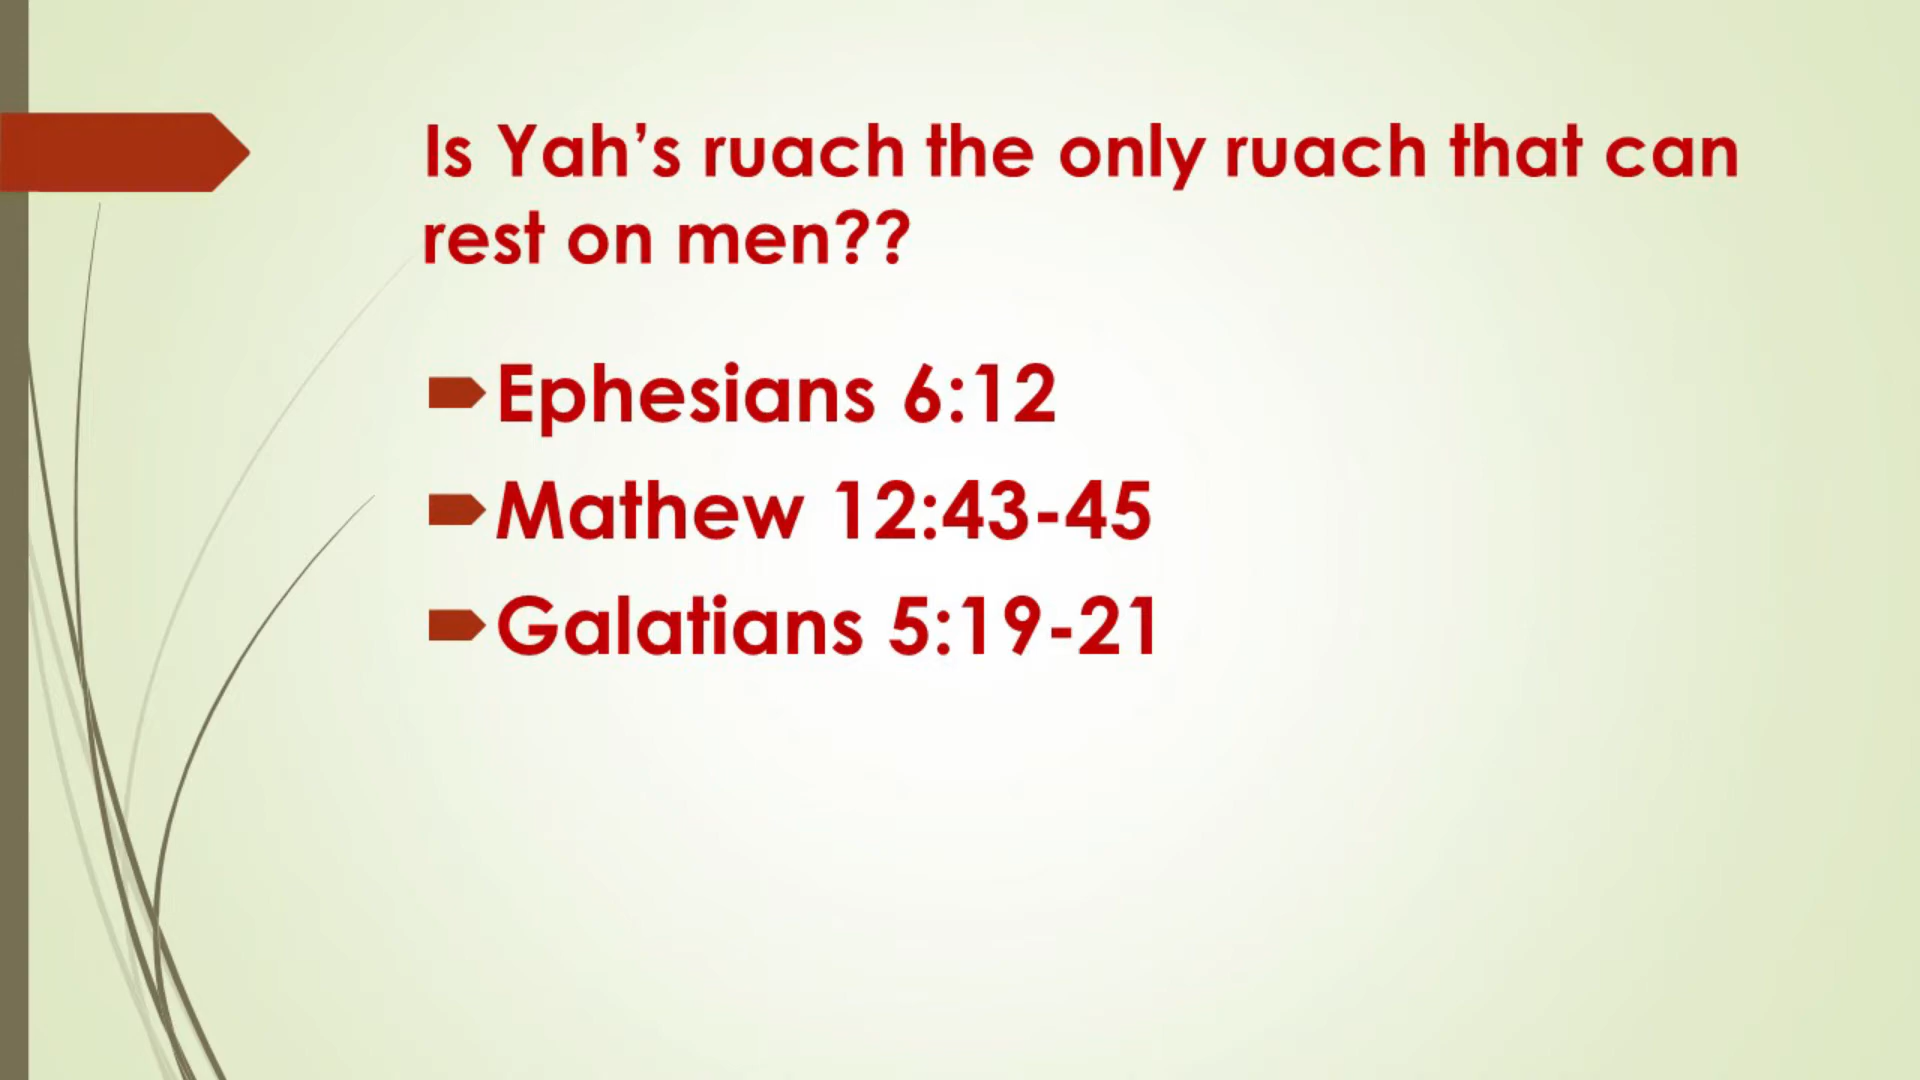 Is Yah’s ruach the only ruach that can
rest on men??
Ephesians 6:12
Mathew 12:43-45
Galatians 5:19-21